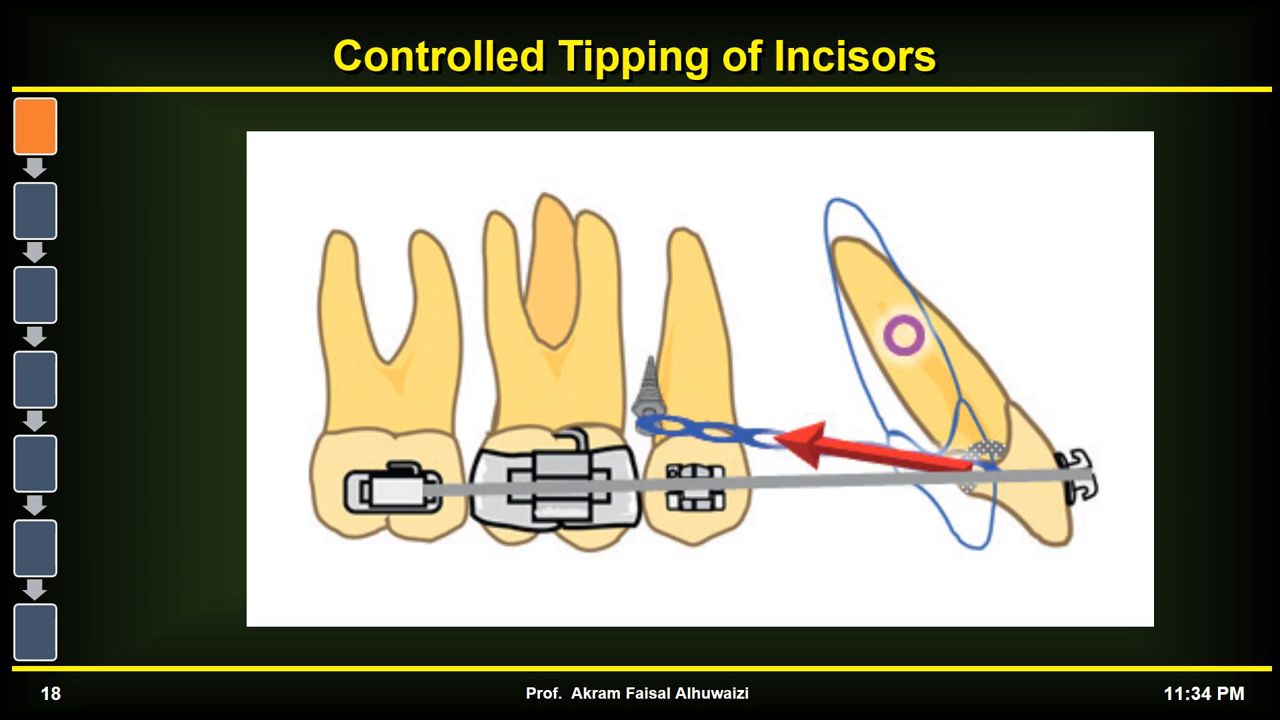 Controlled Tipping of Incisors
18
Prof. Akram Faisal Alhuwaizi
11:34 PM